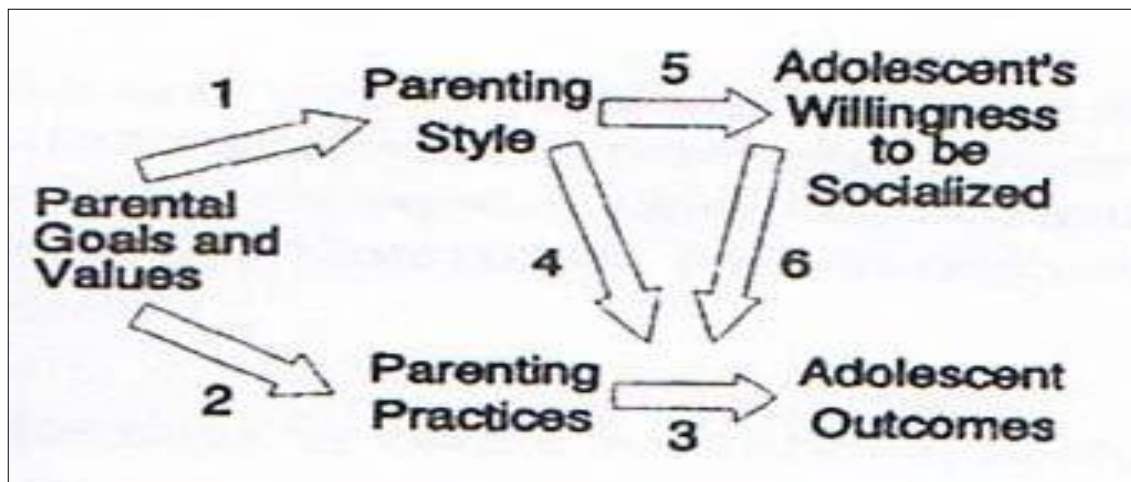 1
Parenting
Style
5
Adolescent's
Willingness
to be
Socialized
Parental
Goals and
Values
4
6
2
Parenting
Practices
3
Adolescent
Outcomes